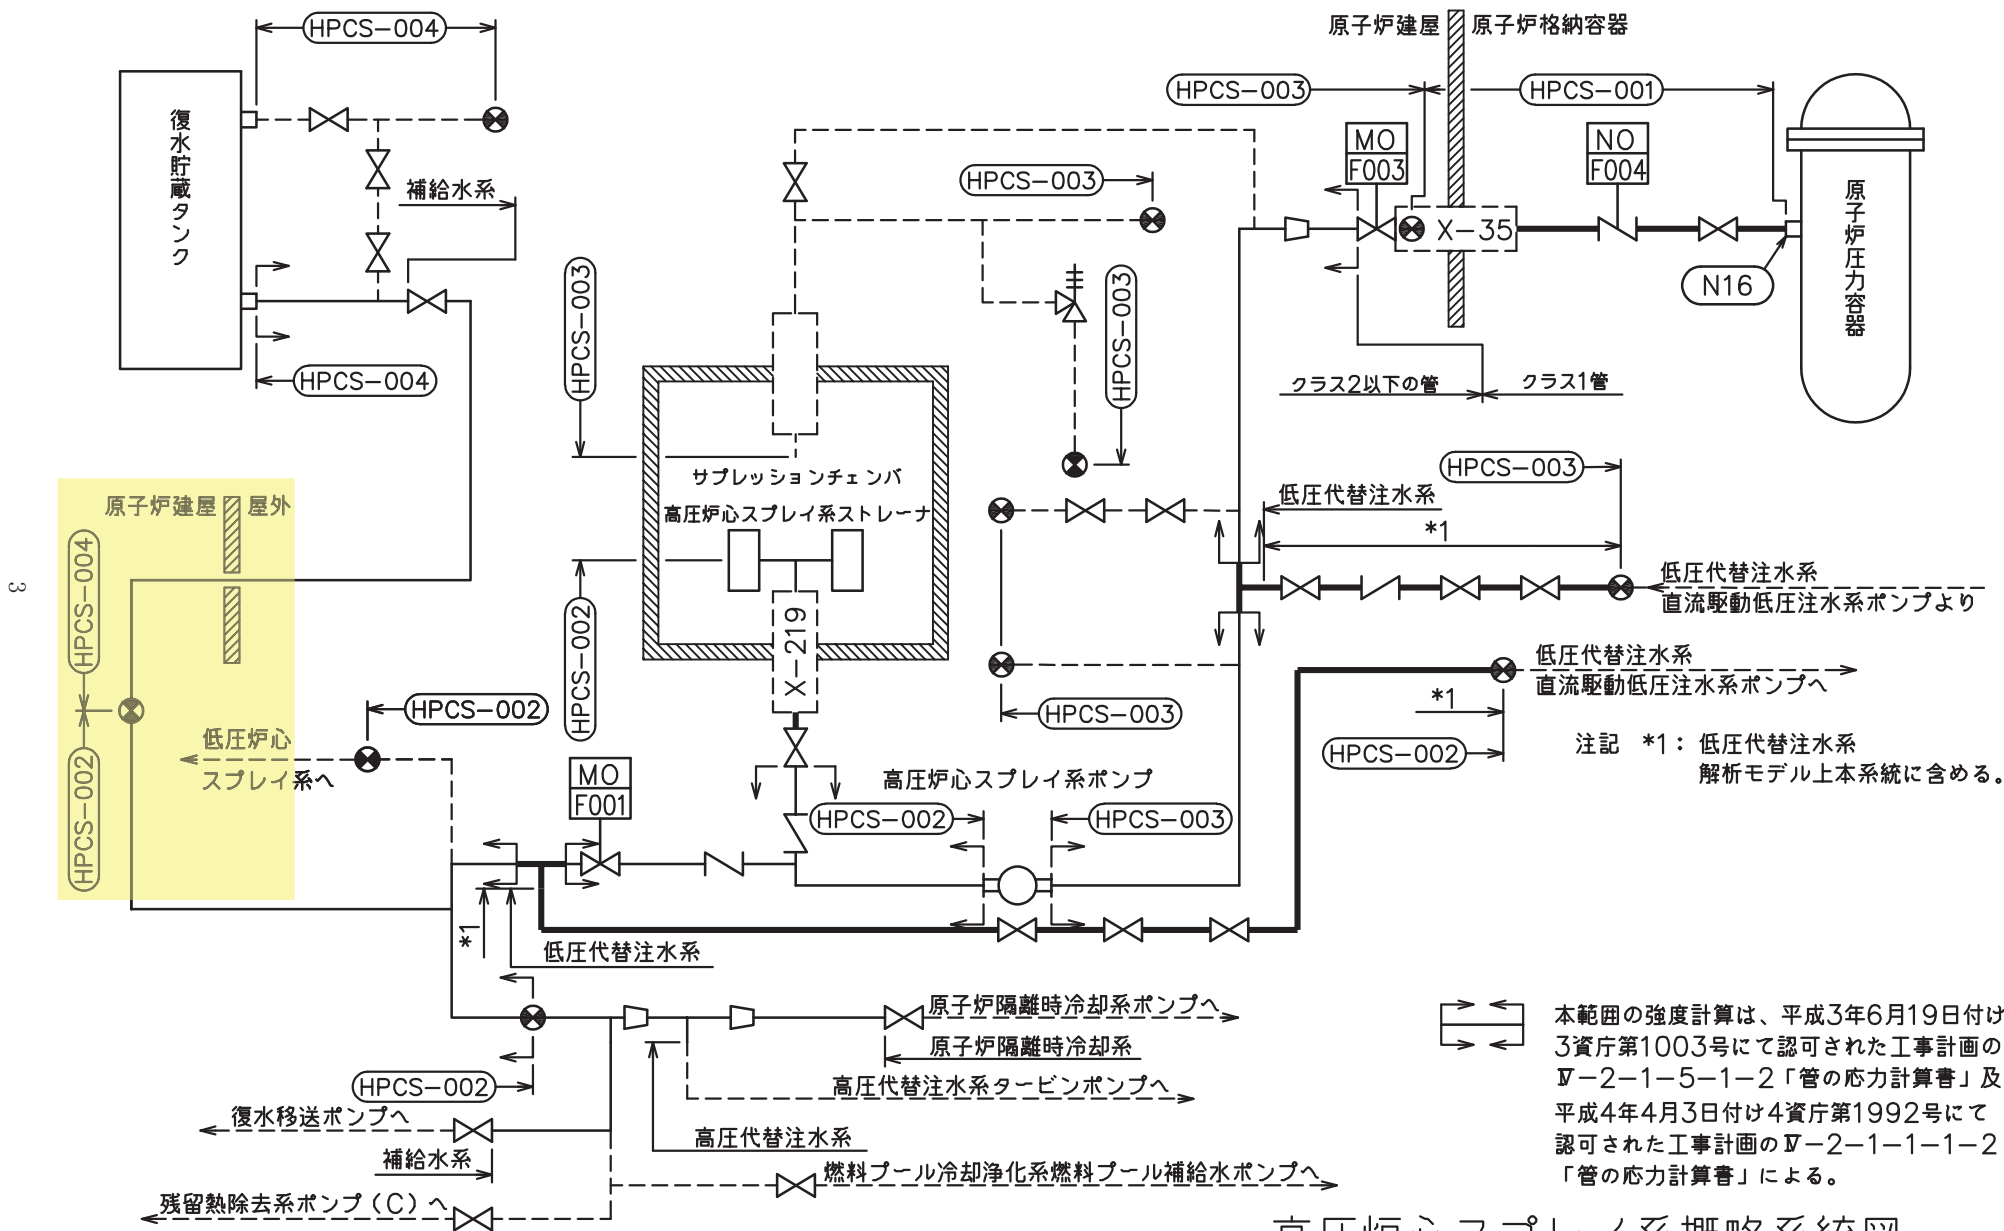 HPCS-004
復水貯蔵タンク
補給水系
HPCS-004
原子炉建屋
原子炉格納容器
HPCS-003
HPCS-001
MO
F003
NO
F004
X-35
N16
原子炉圧力容器
クラス2以下の管
クラス1管
HPCS-003
HPCS-003
HPCS-003
サプレッションチェンバ
高圧炉心スプレイ系ストレーナ
X-219
HPCS-002
HPCS-003
低圧代替注水系
*1
低圧代替注水系
直流駆動低圧注水系ポンプより
HPCS-003
低圧代替注水系
直流駆動低圧注水系ポンプへ
*1
HPCS-002
注記 *1: 低圧代替注水系
解析モデル上本系統に含める。
原子炉建屋
屋外
HPCS-004
HPCS-002
3
HPCS-002
低圧炉心
スプレイ系へ
MO
F001
高圧炉心スプレイ系ポンプ
HPCS-002
HPCS-003
*1
低圧代替注水系
HPCS-002
原子炉隔離時冷却系ポンプへ
原子炉隔離時冷却系
高圧代替注水系タービンポンプへ
高圧代替注水系
復水移送ポンプへ
補給水系
燃料プール冷却浄化系燃料プール補給水ポンプへ
残留熱除去系ポンプ(C)へ
本範囲の強度計算は、平成3年6月19日付け
3資庁第1003号にて認可された工事計画の
Ⅳ-2-1-5-1-2「管の応力計算書」及
平成4年4月3日付け4資庁第1992号にて
認可された工事計画のⅣ-2-1-1-1-2
「管の応力計算書」による。
高圧炉心スプレイ系概略系統図